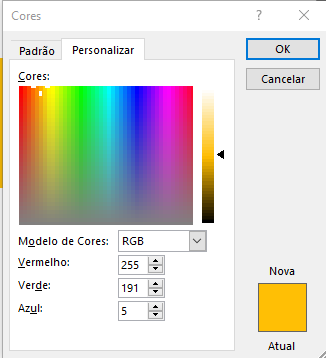 Cores ? ×
Padrão Personalizar
OK
Cancelar
Cores:
Modelo de Cores: RGB
Vermelho: 255
Verde: 191
Azul: 5
Nova
Atual